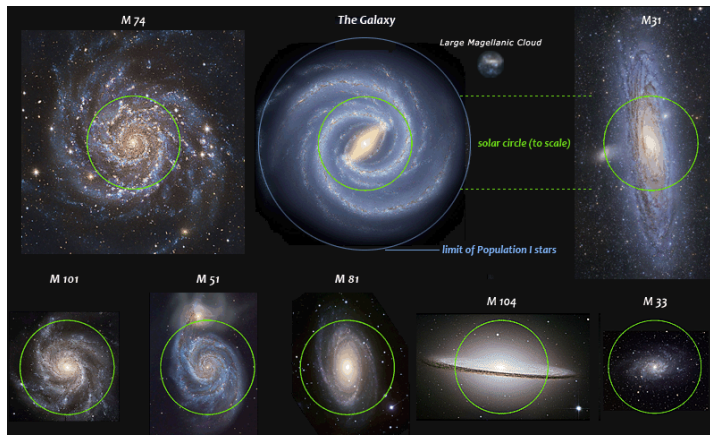 M 74
The Galaxy
M31
Large Magellanic Cloud
solar circle (to scale)
limit of Population I stars
M 101
M 51
M 81
M 104
M 33